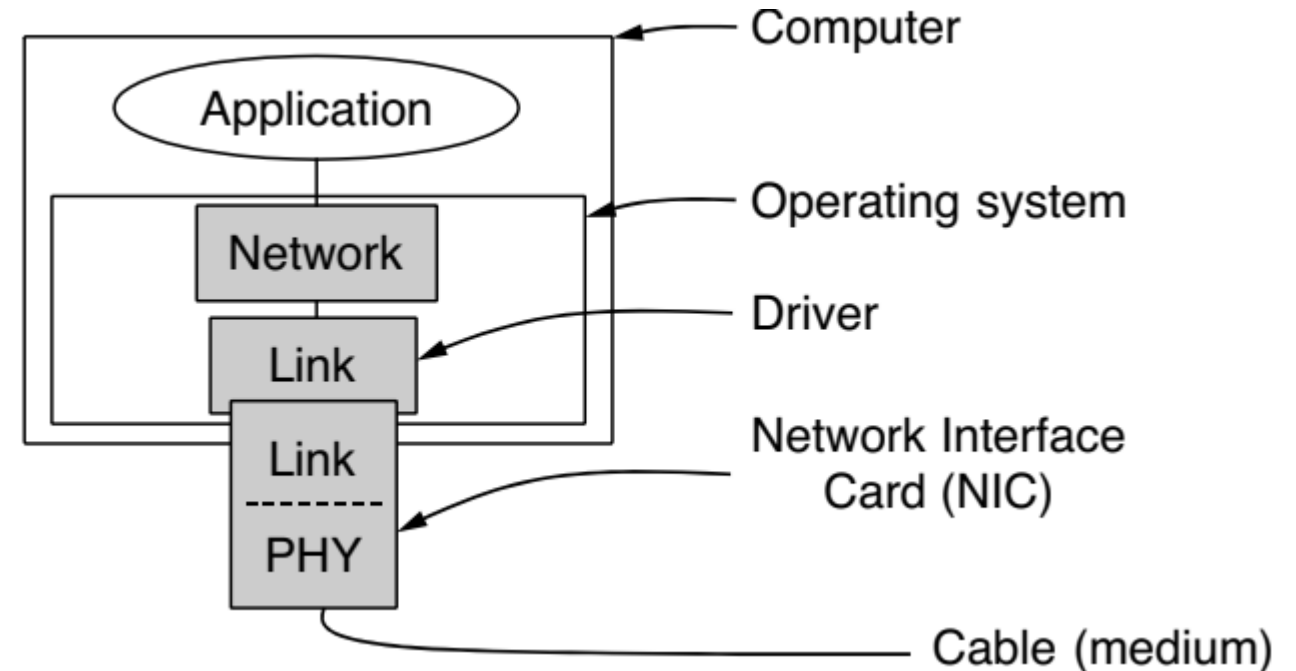 Computer
Application
Operating system
Network
Driver
Link
Network Interface
Card (NIC)
Link
PHY
Cable (medium)